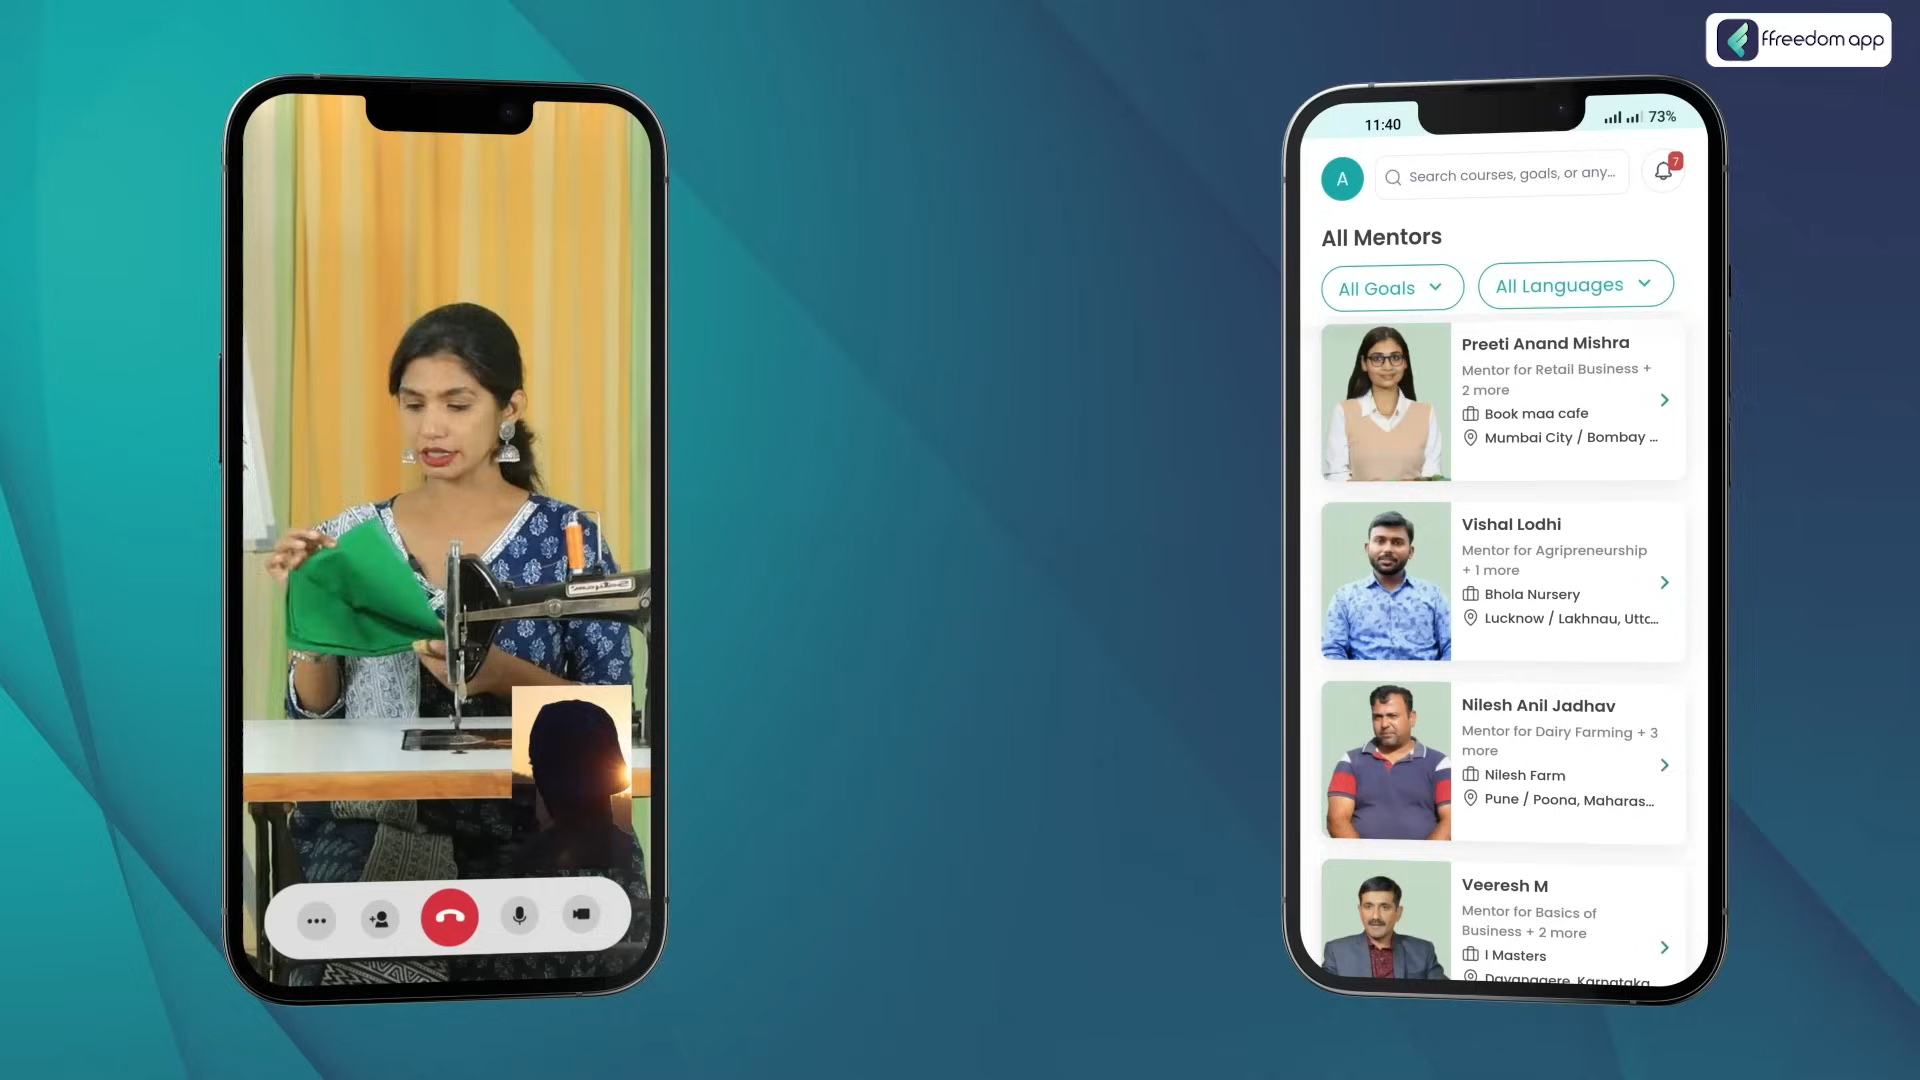 ffreedom app
11:40
73%
A
Search courses, goals, or any...
7
All Mentors
All Goals
All Languages
Preeti Anand Mishra
Mentor for Retail Business +
2 more
Book maa cafe
Mumbai City / Bombay ...
Vishal Lodhi
Mentor for Agripreneurship
+ 1 more
Bhola Nursery
Lucknow / Lakhnau, Utta...
Nilesh Anil Jadhav
Mentor for Dairy Farming + 3
more
Nilesh Farm
Pune / Poona, Maharas...
Veeresh M
Mentor for Basics of
Business + 2 more
I Masters
Davanagere, Karnataka